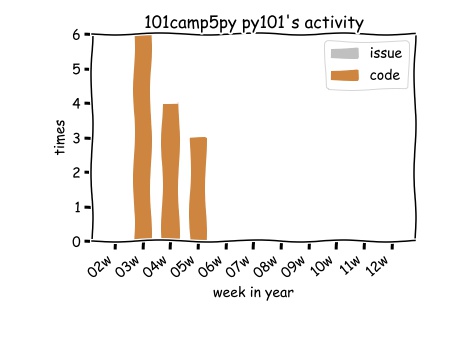 101camp5py py101's activity
issue
code
6
5
4
3
2
1
0
times
02w 03w 04w 05w 06w 07w 08w 09w 10w 11w 12w
week in year